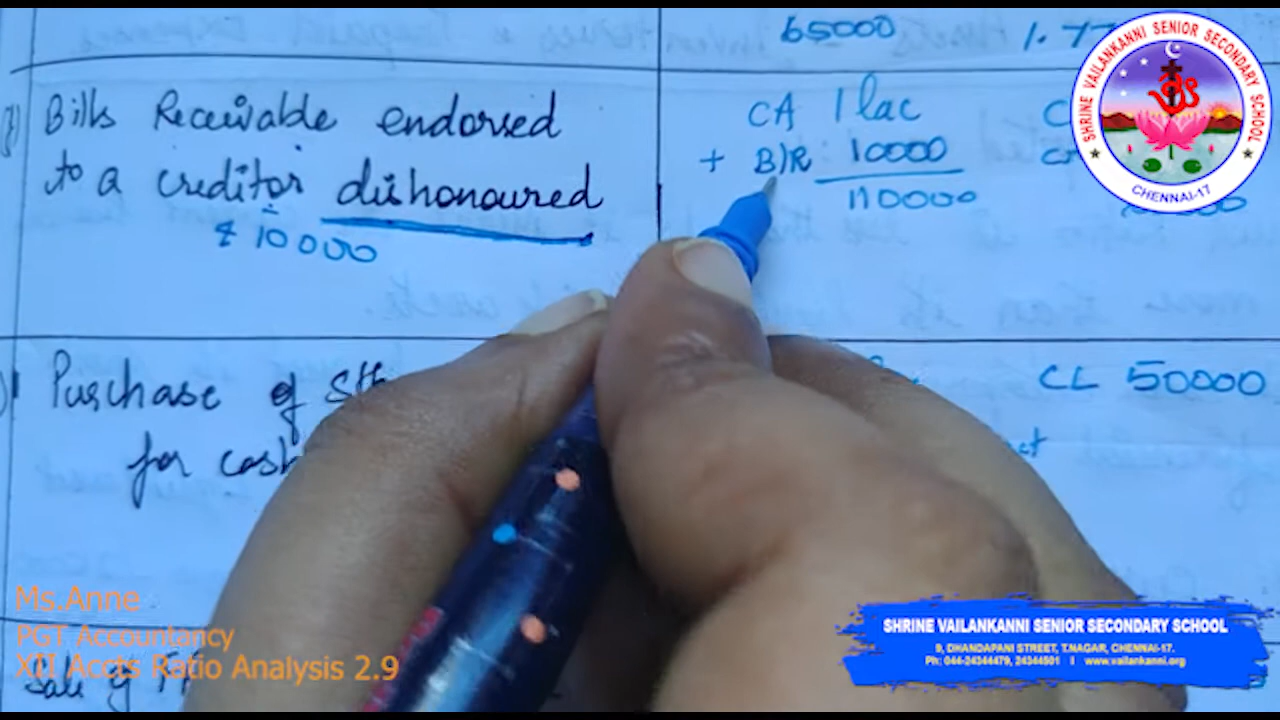 65000
Bills Receivable endorsed
to a creditor dishonoured
₹ 10000
CA 1 lac
+ B/R 10000
110000
Purchase of
for cash
CL 50000
Sale of
SHRINE VAILANKANNI SENIOR SECONDARY SCHOOL
CHENNAI-17
Ms.Anne
PGT Accountancy
XII Accts Ratio Analysis 2.9
SHRINE VAILANKANNI SENIOR SECONDARY SCHOOL
9, DHANDAPANI STREET, T.NAGAR, CHENNAI-17.
Ph: 044-24344479, 24344501 I www.vailankanni.org